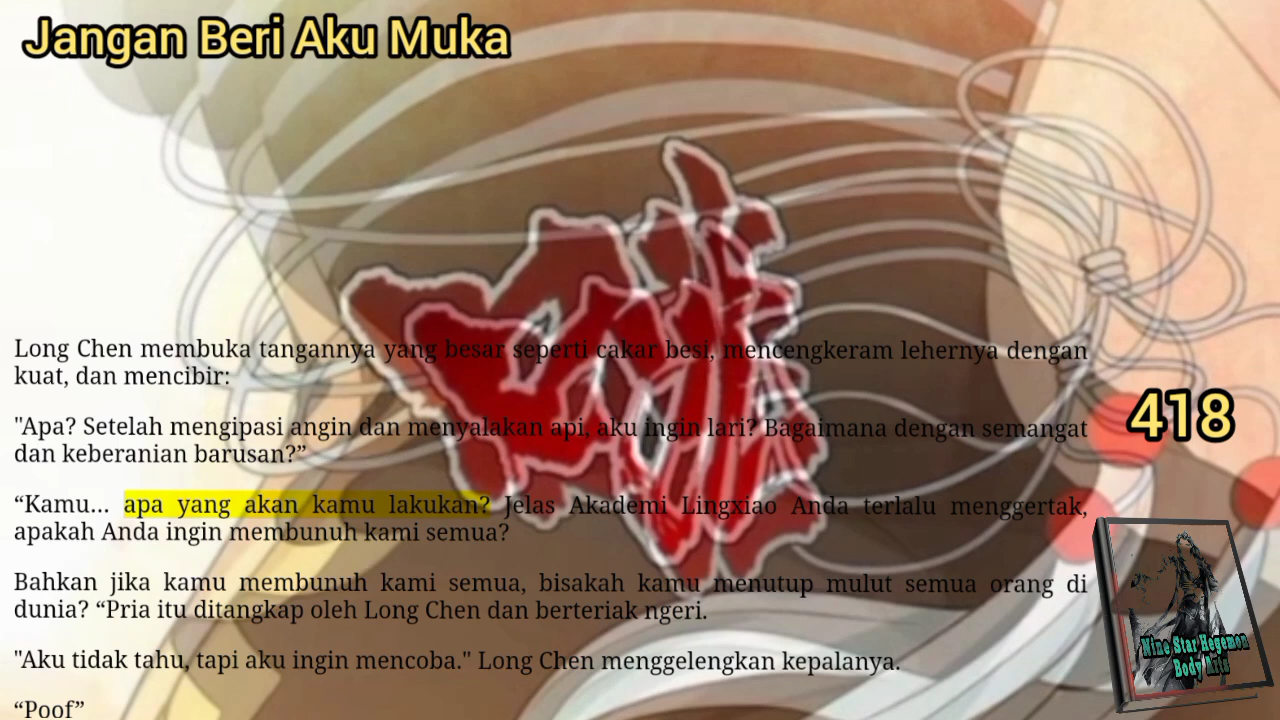 Jangan Beri Aku Muka
Long Chen membuka tangannya yang besar seperti cakar besi, mencengkeram lehernya dengan
kuat, dan mencibir:
"Apa? Setelah mengipasi angin dan menyalakan api, aku ingin lari? Bagaimana dengan semangat
dan keberanian barusan?”
“Kamu... apa yang akan kamu lakukan? Jelas Akademi Lingxiao Anda terlalu menggertak,
apakah Anda ingin membunuh kami semua?
418
Bahkan jika kamu membunuh kami semua, bisakah kamu menutup mulut semua orang di
dunia? “Pria itu ditangkap oleh Long Chen dan berteriak ngeri.
"Aku tidak tahu, tapi aku ingin mencoba." Long Chen menggelengkan kepalanya.
“Poof”
Nine Star Hegemon
Body Arts